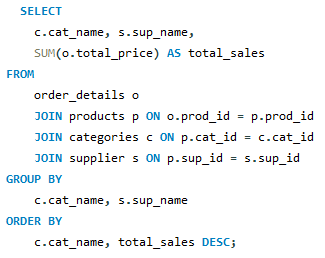 SELECT
c.cat_name, s.sup_name,
SUM(o.total_price) AS total_sales
FROM
order_details o
JOIN products p ON o.prod_id = p.prod_id
JOIN categories c ON p.cat_id = c.cat_id
JOIN supplier s ON p.sup_id = s.sup_id
GROUP BY
c.cat_name, s.sup_name
ORDER BY
c.cat_name, total_sales DESC;